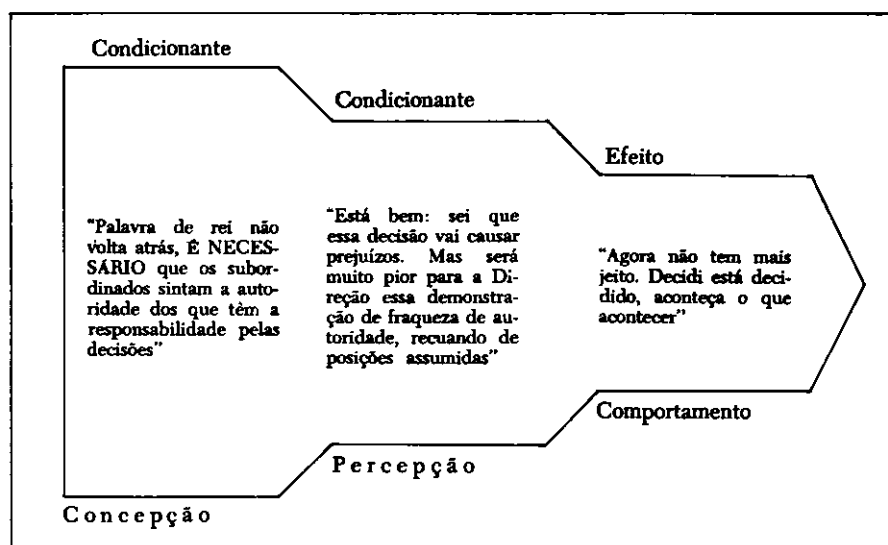 Condicionante
Condicionante
Efeito
“Palavra de rei não
volta atrás, É NECES-
SÁRIO que os subor-
dinados sintam a auto-
ridade dos que têm a
responsabilidade pelas
decisões”
“Está bem: sei que
essa decisão vai causar
prejuízos. Mas será
muito pior para a Di-
reção essa demonstra-
ção de fraqueza de au-
toridade, recuando de
posições assumidas”
“Agora não tem mais
jeito. Decidi está deci-
dido, aconteça o que
acontecer”
Comportamento
Percepção
Concepção